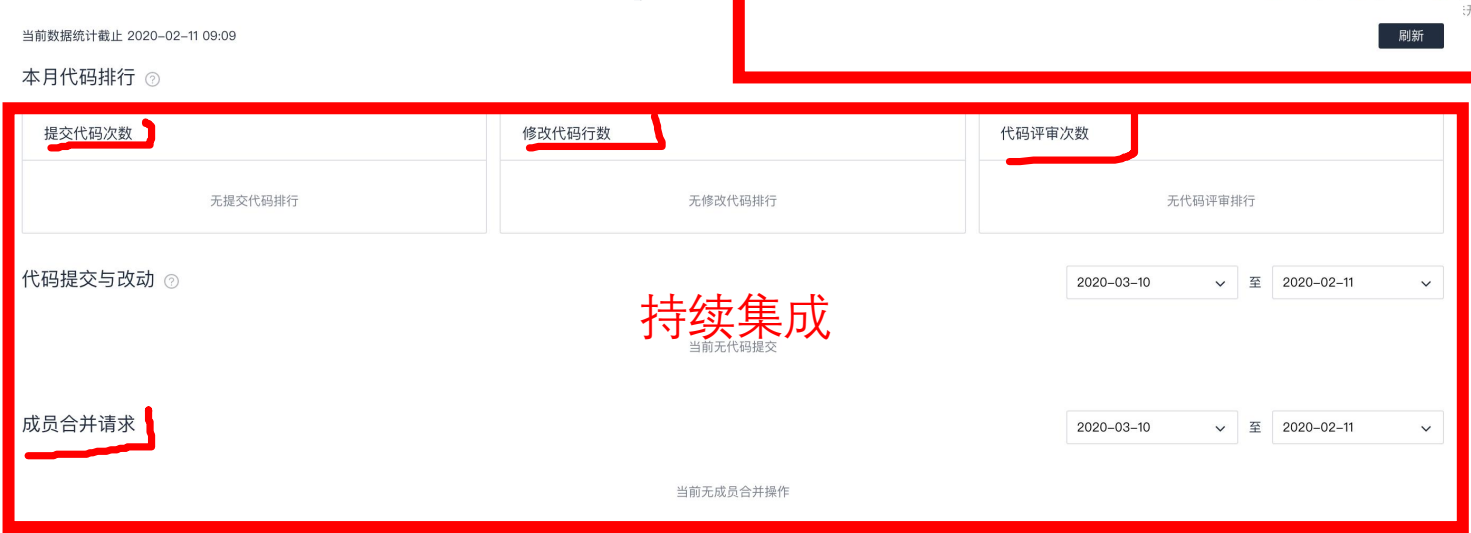 当前数据统计截止 2020-02-11 09:09
刷新
本月代码排行 ?
提交代码次数
修改代码行数
代码评审次数
无提交代码排行
无修改代码排行
无代码评审排行
代码提交与改动 ?
2020-03-10 至 2020-02-11
持续集成
当前无代码提交
成员合并请求
2020-03-10 至 2020-02-11
当前无成员合并操作